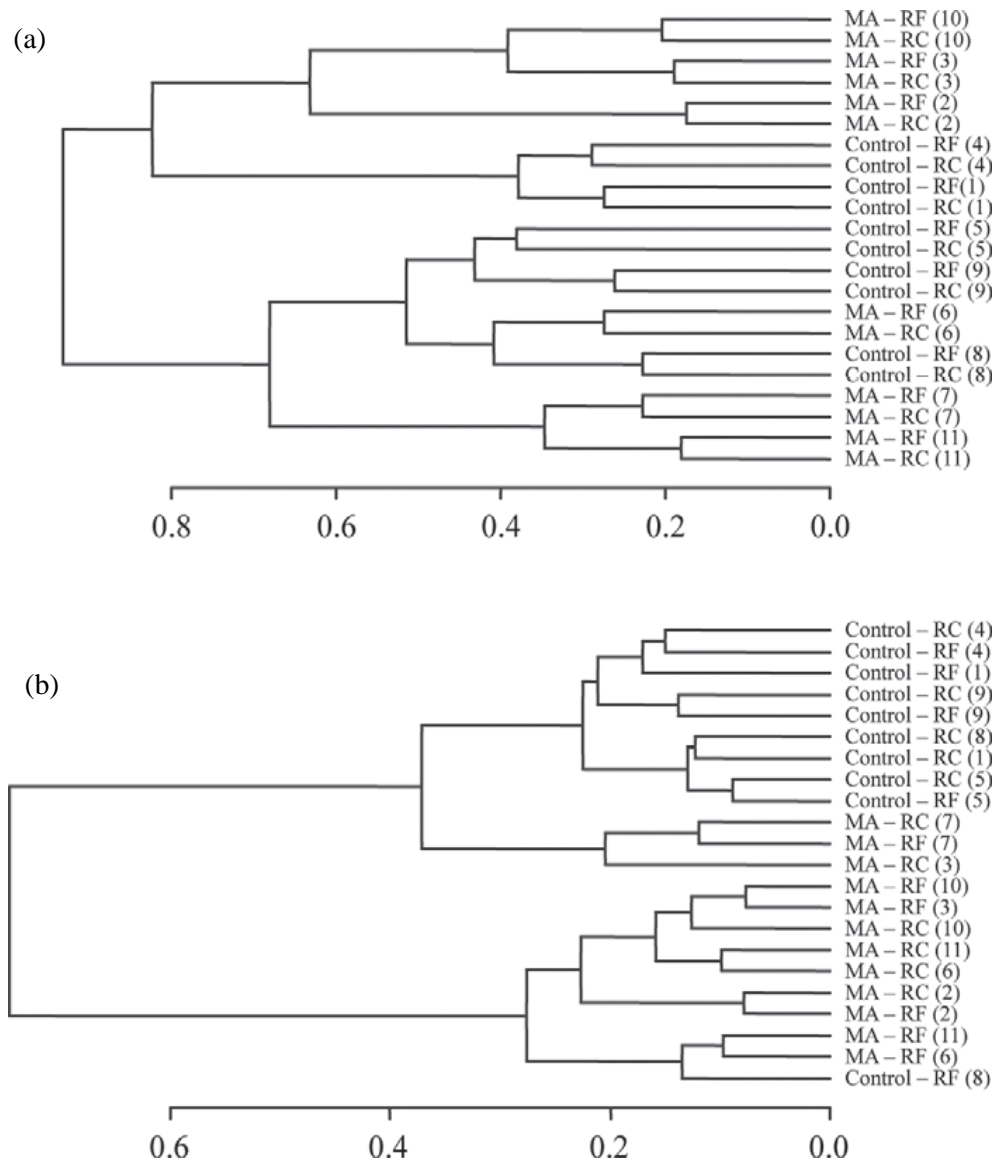 (a)
MA – RF (10)
MA – RC (10)
MA – RF (3)
MA – RC (3)
MA – RF (2)
MA – RC (2)
Control – RF (4)
Control – RC (4)
Control – RF(1)
Control – RC (1)
Control – RF (5)
Control – RC (5)
Control – RF (9)
Control – RC (9)
MA – RF (6)
MA – RC (6)
Control – RF (8)
Control – RC (8)
MA – RF (7)
MA – RC (7)
MA – RF (11)
MA – RC (11)
0.8 0.6 0.4 0.2 0.0
(b)
Control – RC (4)
Control – RF (4)
Control – RF (1)
Control – RC (9)
Control – RF (9)
Control – RC (8)
Control – RC (1)
Control – RC (5)
Control – RF (5)
MA – RC (7)
MA – RF (7)
MA – RC (3)
MA – RF (10)
MA – RF (3)
MA – RC (10)
MA – RC (11)
MA – RC (6)
MA – RC (2)
MA – RF (2)
MA – RF (11)
MA – RF (6)
Control – RF (8)
0.6 0.4 0.2 0.0